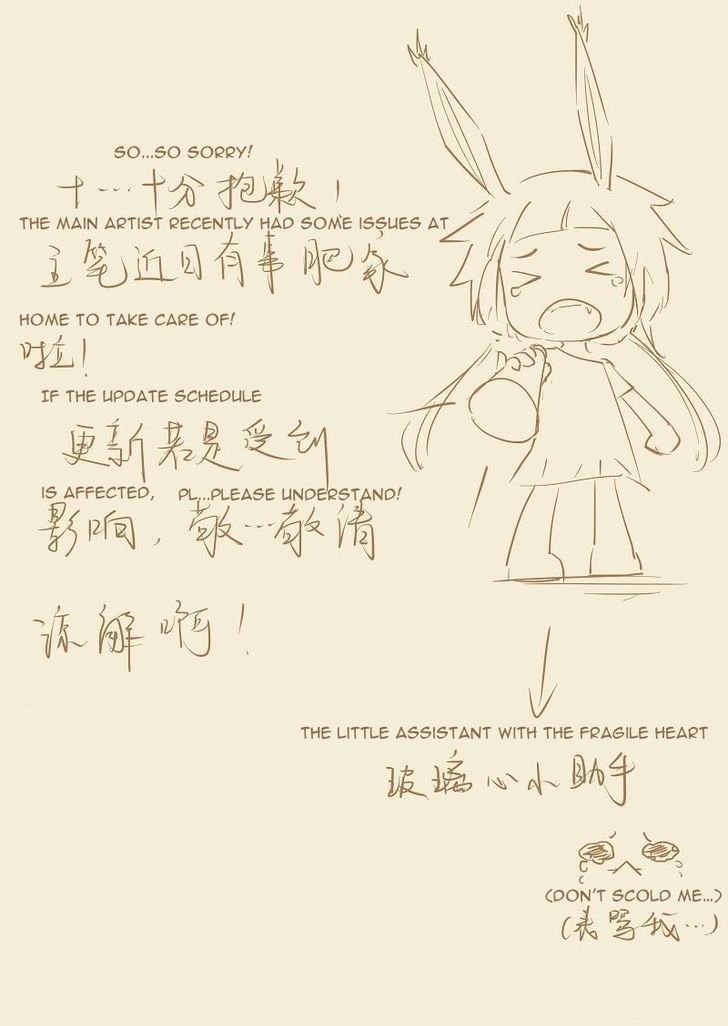 SO...SO SORRY!
十…十分抱歉!
THE MAIN ARTIST RECENTLY HAD SOME ISSUES AT
主笔近日有事肥家
HOME TO TAKE CARE OF!
啦!
IF THE UPDATE SCHEDULE
更新若是受到
IS AFFECTED, PL...PLEASE UNDERSTAND!
影响，敬…敬请
谅解啊!
THE LITTLE ASSISTANT WITH THE FRAGILE HEART
玻璃心小助手
(DON'T SCOLD ME...)
(表骂我…)